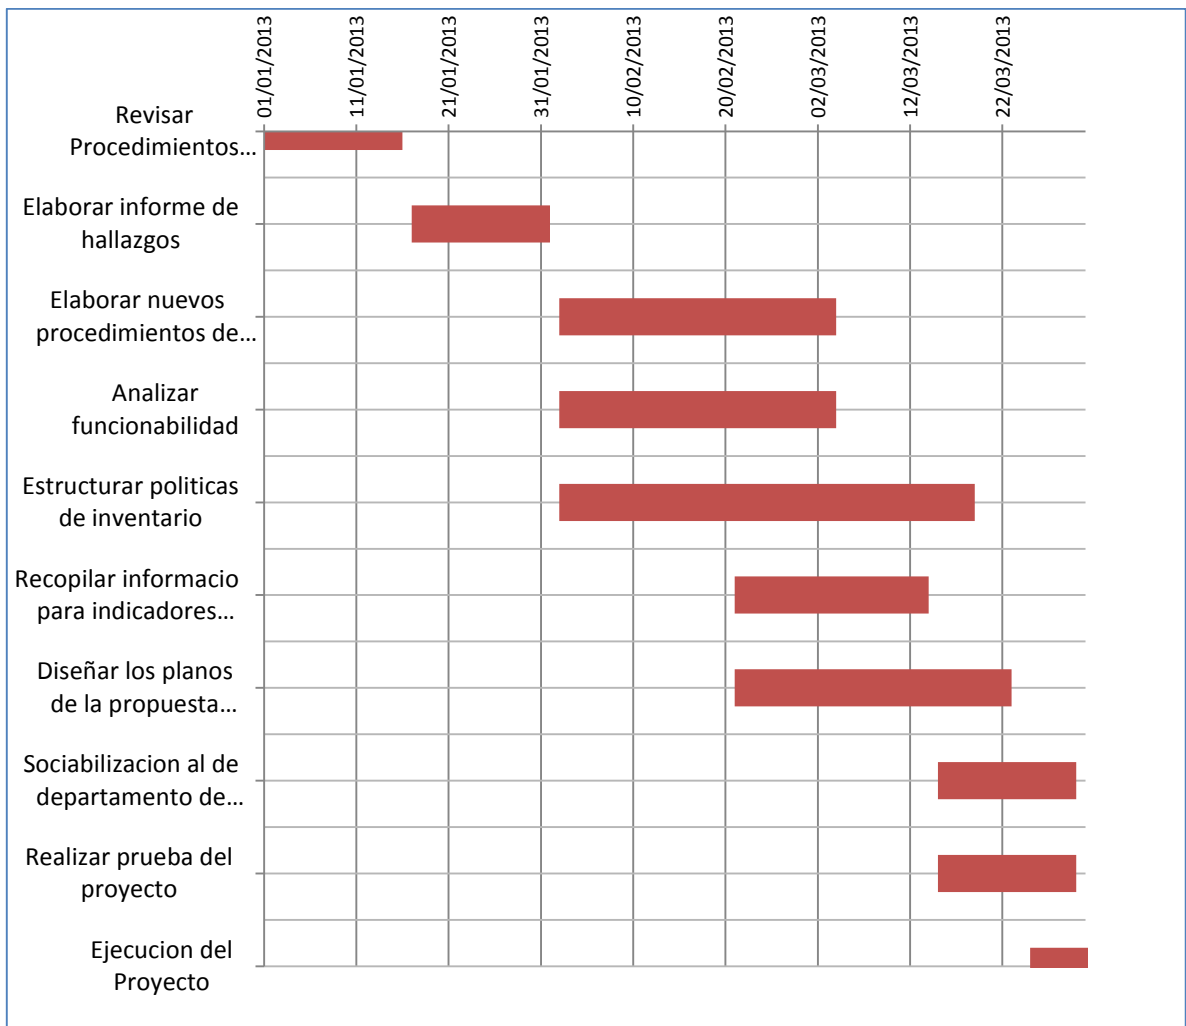 01/01/2013
11/01/2013
21/01/2013
31/01/2013
10/02/2013
20/02/2013
02/03/2013
12/03/2013
22/03/2013
Revisar
Procedimientos...
Elaborar informe de
hallazgos
Elaborar nuevos
procedimientos de...
Analizar
funcionabilidad
Estructurar politicas
de inventario
Recopilar informacio
para indicadores...
Diseñar los planos
de la propuesta...
Sociabilizacion al de
departamento de...
Realizar prueba del
proyecto
Ejecucion del
Proyecto